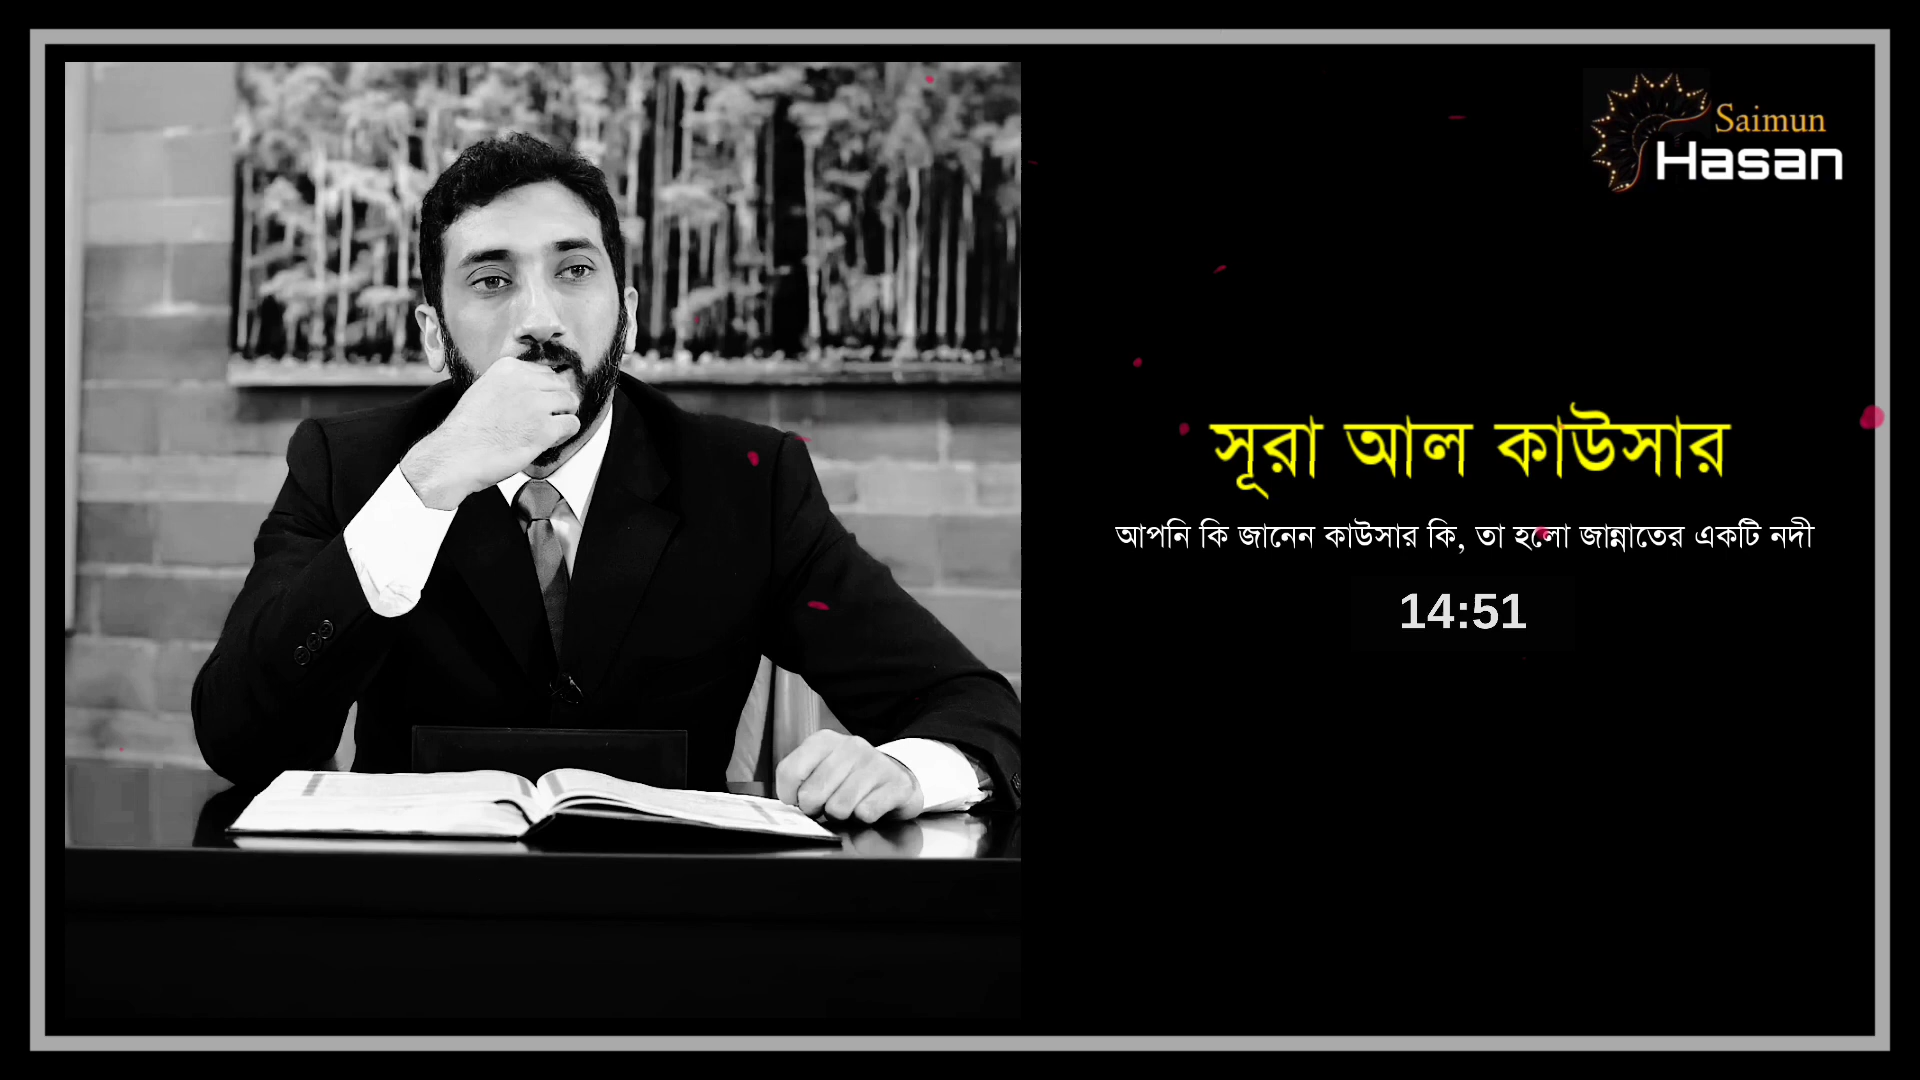 Saimun
Hasan
সূরা আল কাউসার
আপনি কি জানেন কাউসার কি, তা হলো জান্নাতের একটি নদী
14:51